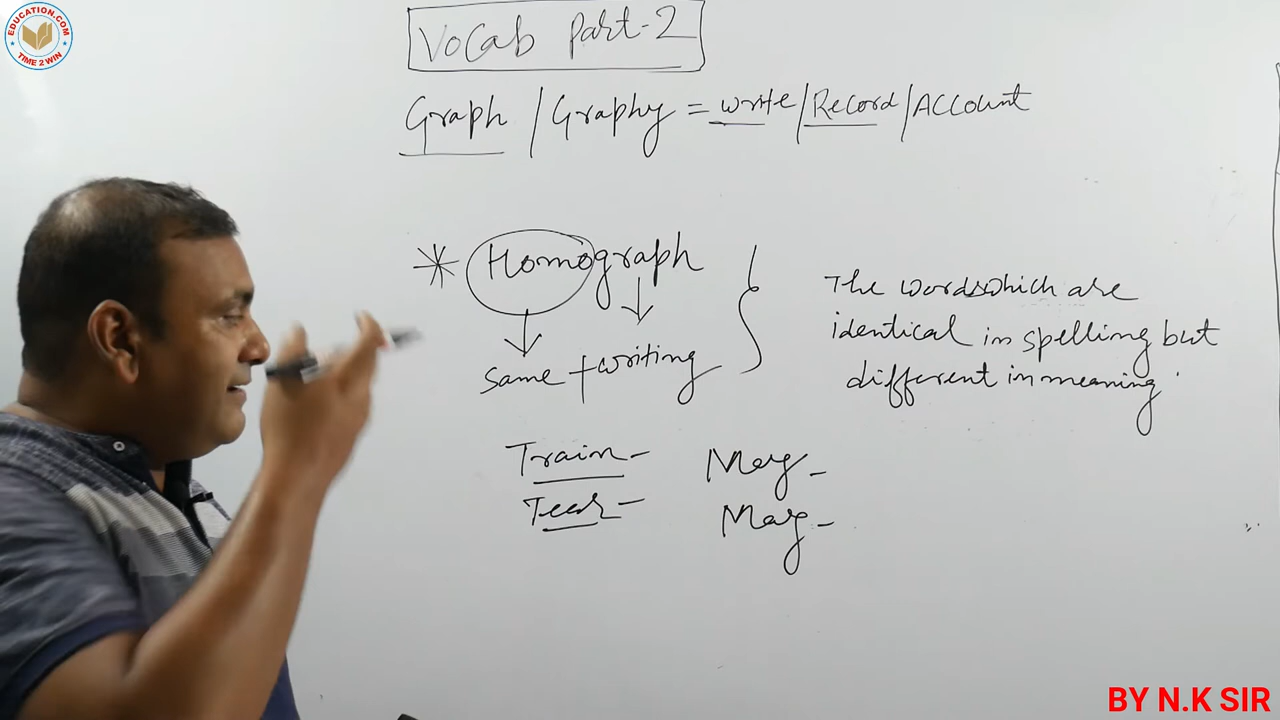 EDUCATION.COM
TIME 2 WIN
Vocab Part-2
Graph / Graphy = write / Record / Account
* Homograph
same + writing
The words which are
identical in spelling but
different in meaning.
Train - May -
Tear - May -
BY N.K SIR